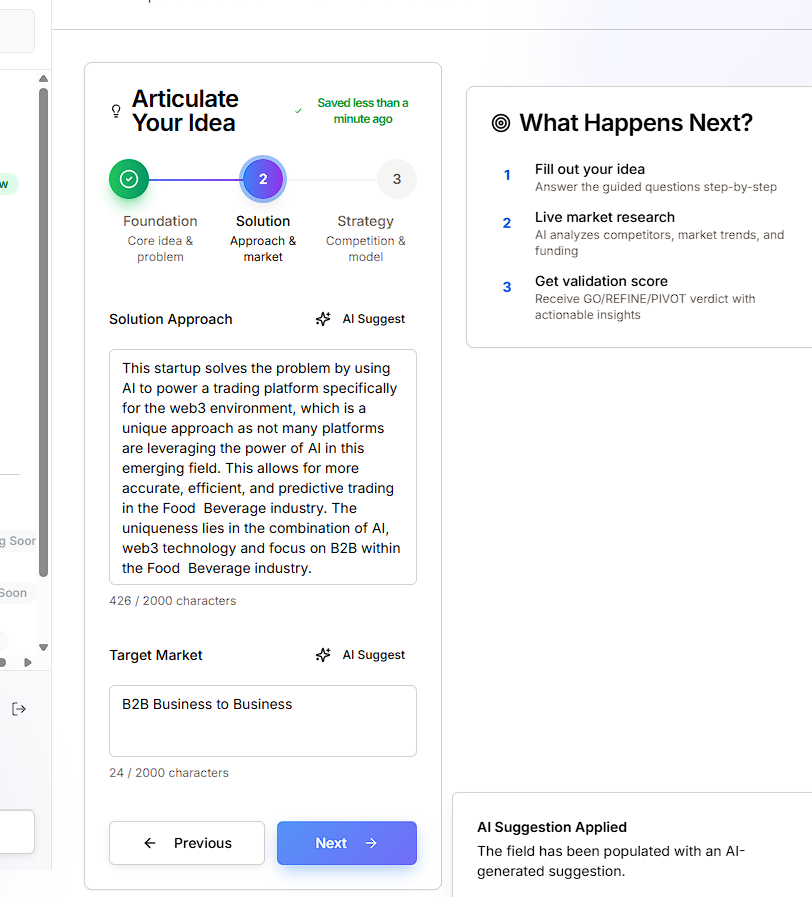 Articulate
Your Idea
Saved less than a
minute ago
2
3
Foundation
Core idea &
problem
Solution
Approach &
market
Strategy
Competition &
model
Solution Approach
AI Suggest
This startup solves the problem by using
AI to power a trading platform specifically
for the web3 environment, which is a
unique approach as not many platforms
are leveraging the power of AI in this
emerging field. This allows for more
accurate, efficient, and predictive trading
in the Food  Beverage industry. The
uniqueness lies in the combination of AI,
web3 technology and focus on B2B within
the Food  Beverage industry.
426 / 2000 characters
Target Market
AI Suggest
B2B Business to Business
24 / 2000 characters
Previous
Next
What Happens Next?
1
Fill out your idea
Answer the guided questions step-by-step
2
Live market research
AI analyzes competitors, market trends, and
funding
3
Get validation score
Receive GO/REFINE/PIVOT verdict with
actionable insights
AI Suggestion Applied
The field has been populated with an AI-
generated suggestion.
w
g Soon
Soon